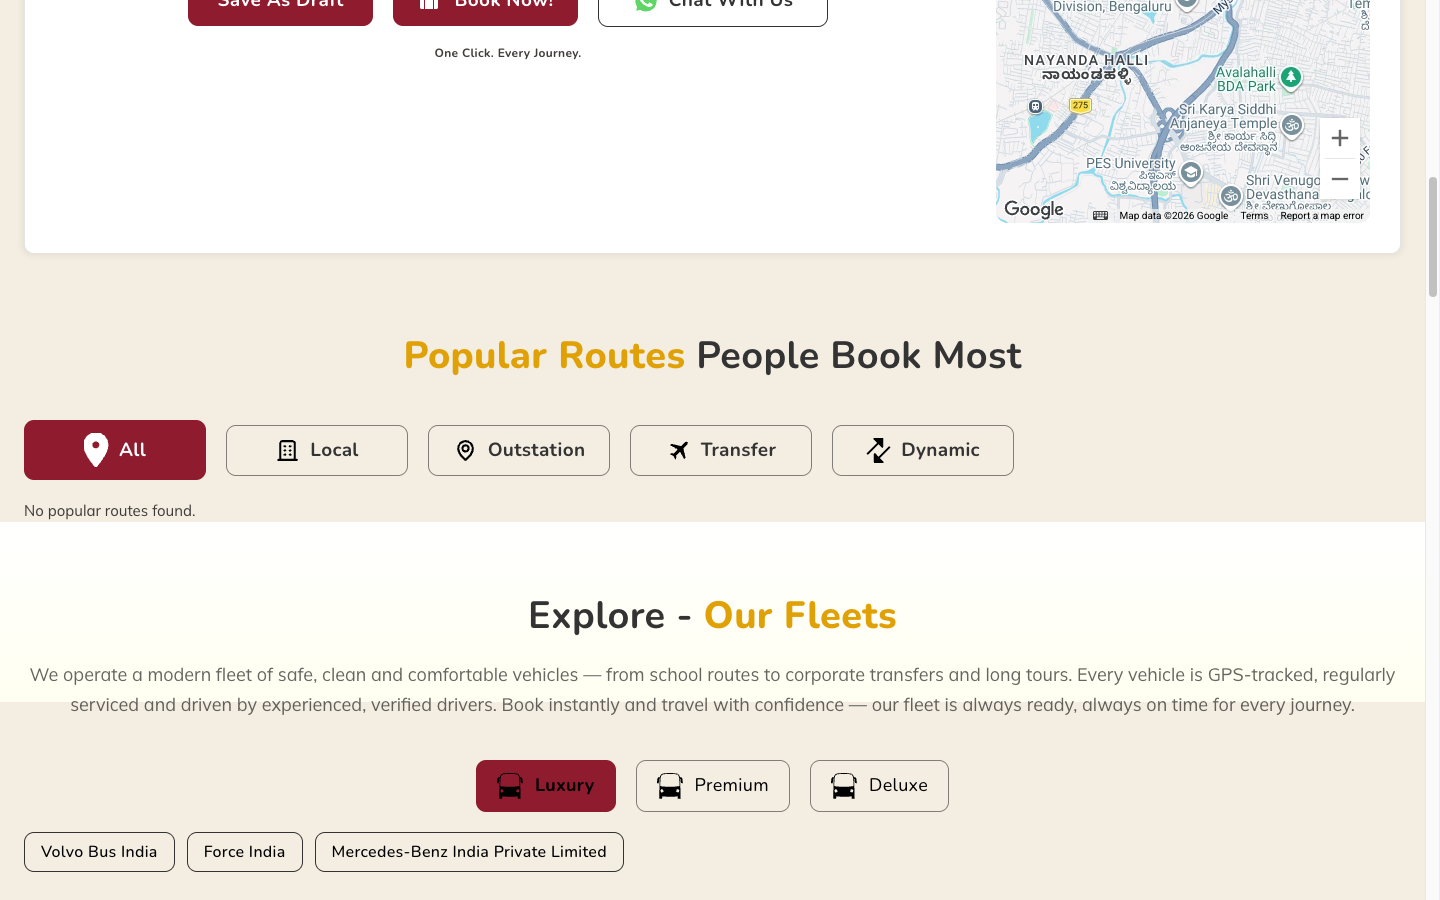 Save As Draft
Book Now!
Chat With Us
One Click. Every Journey.
Division, Bengaluru
NAYANDA HALLI
ನಾಯಂಡಹಳ್ಳಿ
275
Avalahalli
BDA Park
Sri Karya Siddhi
Anjaneya Temple
ಶ್ರೀ ಕಾರ್ಯ ಸಿದ್ಧಿ
ಆಂಜನೇಯ ದೇವಸ್ಥಾನ
PES University
ಪಿಇಎಸ್
ವಿಶ್ವವಿದ್ಯಾಲಯ
Shri Venugo
Devasthana
ಶ್ರೀ ವೇಣುಗೋಪಾಲ
Google
Map data ©2026 Google
Terms
Report a map error
Popular Routes People Book Most
All
Local
Outstation
Transfer
Dynamic
No popular routes found.
Explore - Our Fleets
We operate a modern fleet of safe, clean and comfortable vehicles — from school routes to corporate transfers and long tours. Every vehicle is GPS-tracked, regularly
serviced and driven by experienced, verified drivers. Book instantly and travel with confidence — our fleet is always ready, always on time for every journey.
Luxury
Premium
Deluxe
Volvo Bus India
Force India
Mercedes-Benz India Private Limited